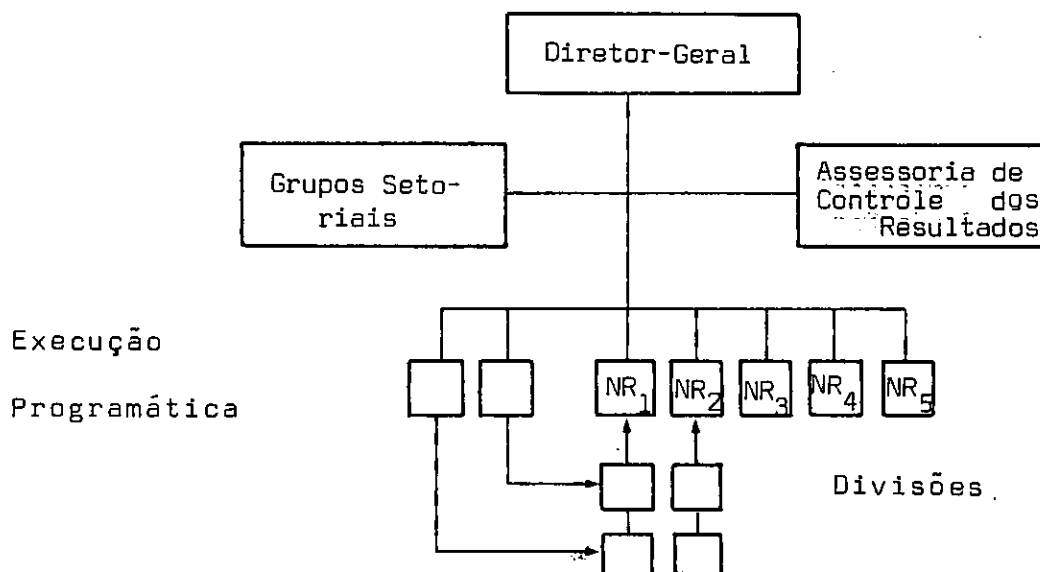 Diretor-Geral
Grupos Seto-
riais
Assessoria de
Controle dos
Resultados
Execução
Programática
NR1 NR2 NR3 NR4 NR5
Divisões